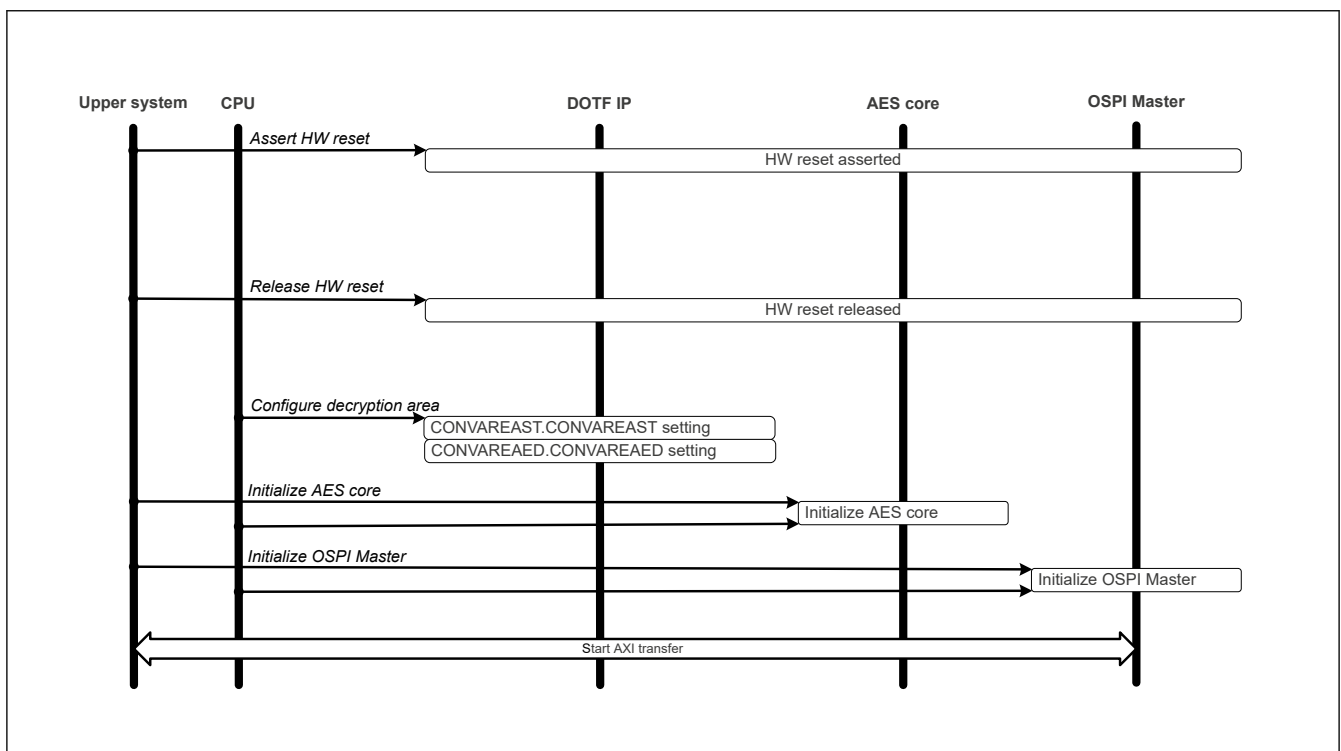 Upper system
CPU
DOTF IP
AES core
OSPI Master
Assert HW reset
HW reset asserted
Release HW reset
HW reset released
Configure decryption area
CONVAREAST.CONVAREAST setting
CONVAREAED.CONVAREAED setting
Initialize AES core
Initialize AES core
Initialize OSPI Master
Initialize OSPI Master
Start AXI transfer